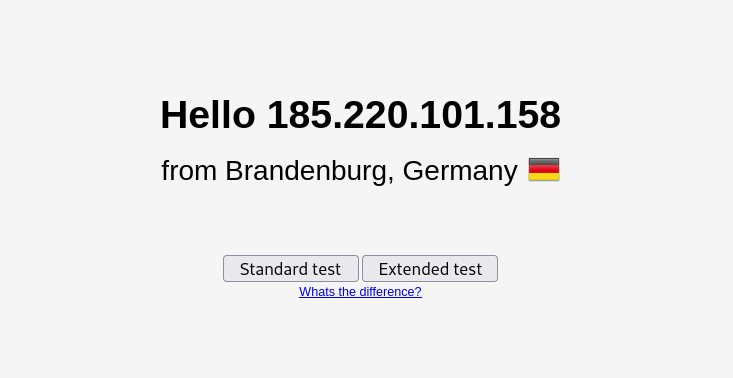 Hello 185.220.101.158
from Brandenburg, Germany
Standard test Extended test
Whats the difference?